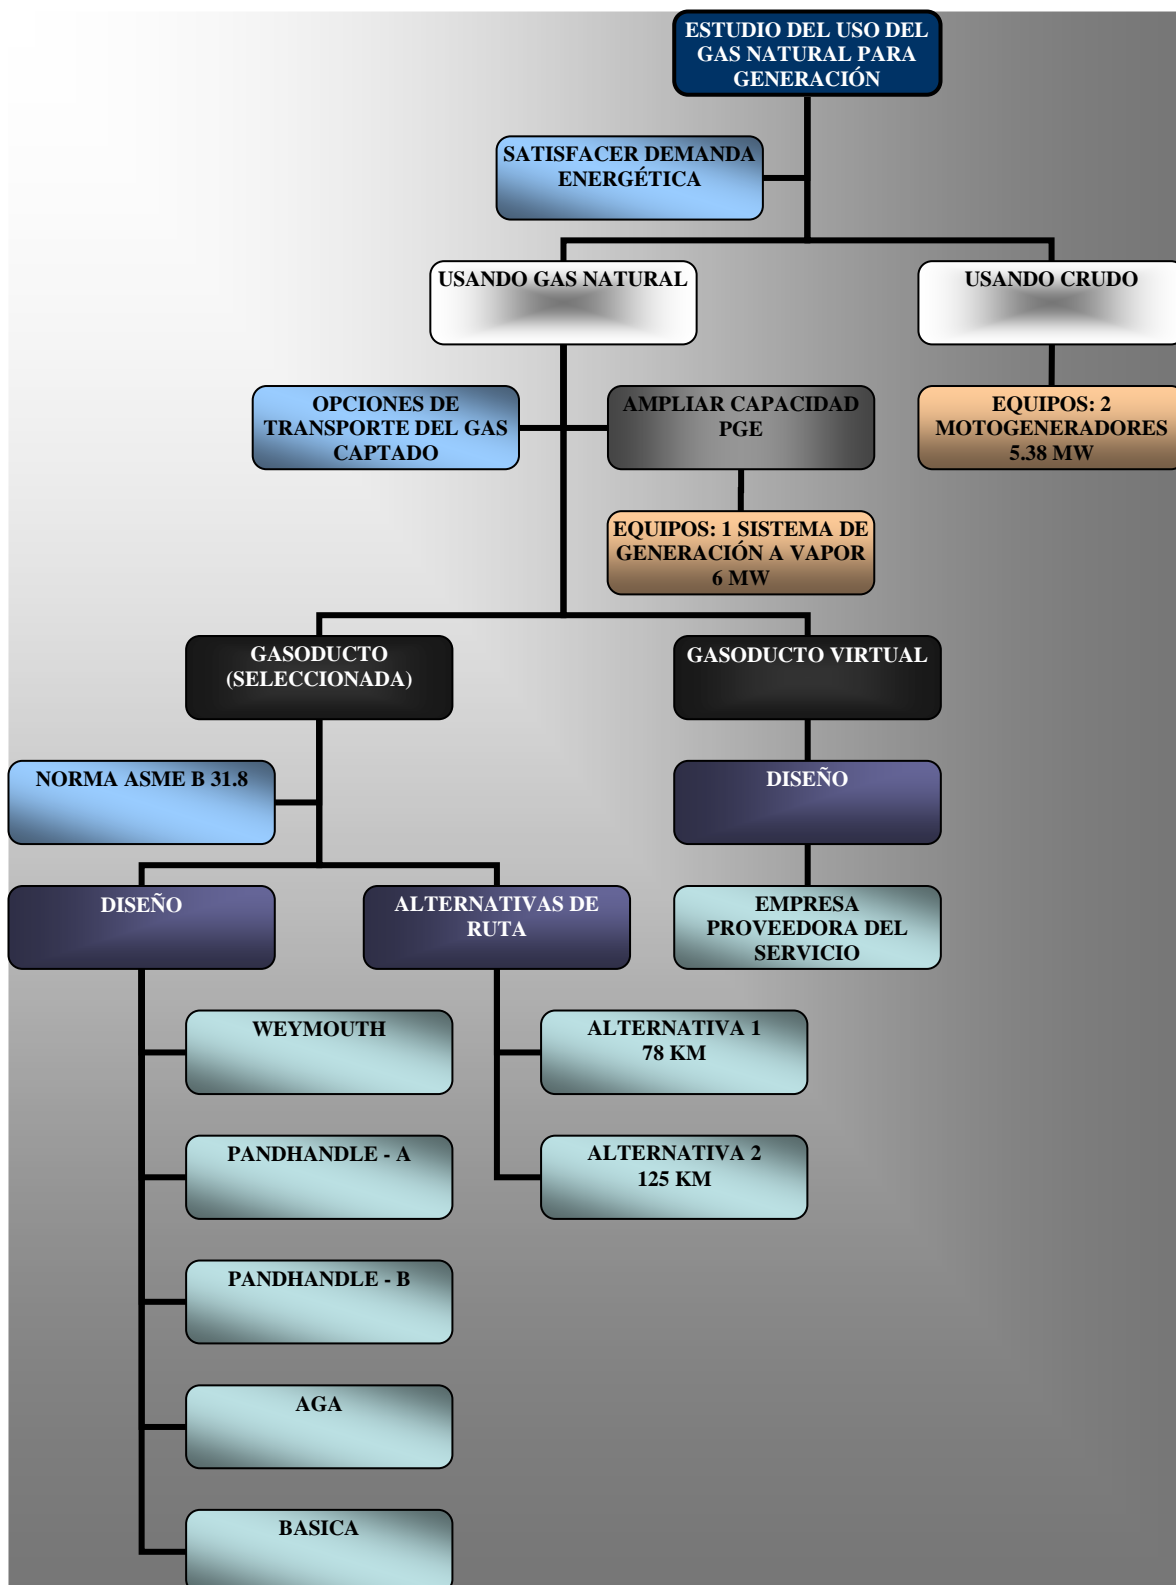 ESTUDIO DEL USO DEL
GAS NATURAL PARA
GENERACIÓN
SATISFACER DEMANDA
ENERGÉTICA
USANDO GAS NATURAL
USANDO CRUDO
OPCIONES DE
TRANSPORTE DEL GAS
CAPTADO
AMPLIAR CAPACIDAD
PGE
EQUIPOS: 2
MOTOGENERADORES
5.38 MW
EQUIPOS: 1 SISTEMA DE
GENERACIÓN A VAPOR
6 MW
GASODUCTO
(SELECCIONADA)
GASODUCTO VIRTUAL
NORMA ASME B 31.8
DISEÑO
DISEÑO
ALTERNATIVAS DE
RUTA
EMPRESA
PROVEEDORA DEL
SERVICIO
WEYMOUTH
ALTERNATIVA 1
78 KM
PANDHANDLE - A
ALTERNATIVA 2
125 KM
PANDHANDLE - B
AGA
BASICA